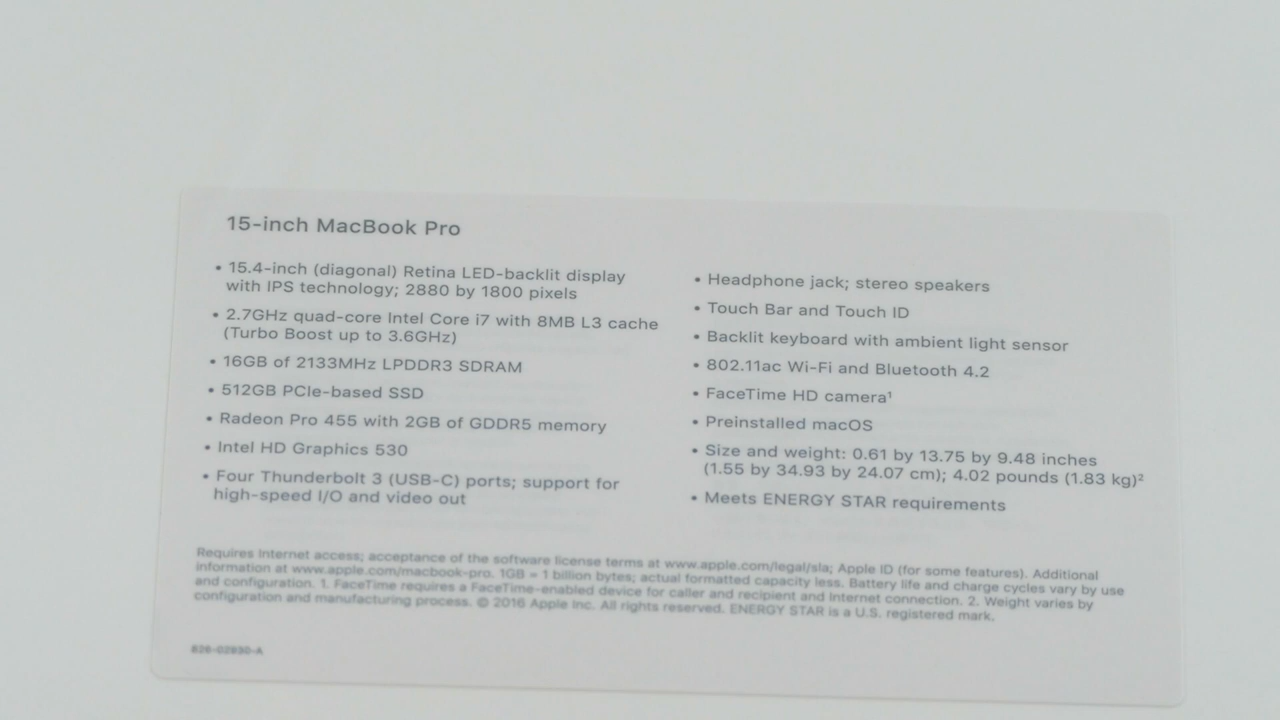 15-inch MacBook Pro
• 15.4-inch (diagonal) Retina LED-backlit display
with IPS technology; 2880 by 1800 pixels
• 2.7GHz quad-core Intel Core i7 with 8MB L3 cache
(Turbo Boost up to 3.6GHz)
• 16GB of 2133MHz LPDDR3 SDRAM
• 512GB PCIe-based SSD
• Radeon Pro 455 with 2GB of GDDR5 memory
• Intel HD Graphics 530
• Four Thunderbolt 3 (USB-C) ports; support for
high-speed I/O and video out
• Headphone jack; stereo speakers
• Touch Bar and Touch ID
• Backlit keyboard with ambient light sensor
• 802.11ac Wi-Fi and Bluetooth 4.2
• FaceTime HD camera¹
• Preinstalled macOS
• Size and weight: 0.61 by 13.75 by 9.48 inches
(1.55 by 34.93 by 24.07 cm); 4.02 pounds (1.83 kg)²
• Meets ENERGY STAR requirements
Requires Internet access; acceptance of the software license terms at www.apple.com/legal/sla; Apple ID (for some features). Additional
information at www.apple.com/macbook-pro. 1GB = 1 billion bytes; actual formatted capacity less. Battery life and charge cycles vary by use
and configuration. 1. FaceTime requires a FaceTime-enabled device for caller and recipient and Internet connection. 2. Weight varies by
configuration and manufacturing process. © 2016 Apple Inc. All rights reserved. ENERGY STAR is a U.S. registered mark.